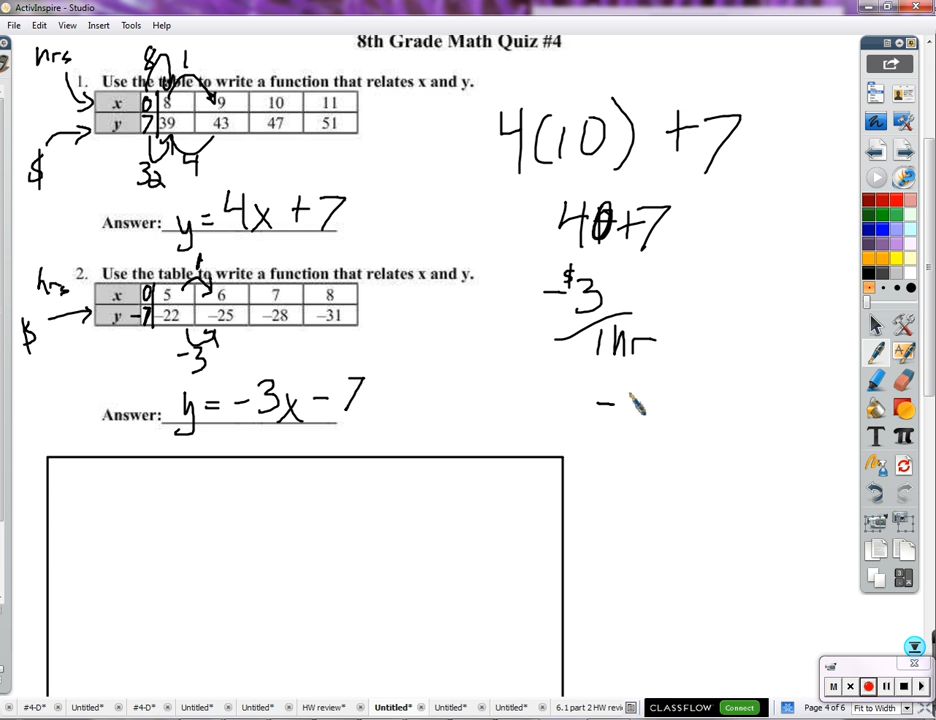 ActivInspire - Studio
File Edit View Insert Tools
8th Grade Math Quiz #4
hrs 8 1
1. Use the table to write a function that relates x and y.
x 0 8 9 10 11
y 7 39 43 47 51
$ 32 4
4(10) + 7
Answer: y = 4x + 7
40+7
1
2. Use the table to write a function that relates x and y.
hrs
x 0 5 6 7 8
y -7 -22 -25 -28 -31
$
-3
-$3
1hr
Answer: y = -3x - 7
-
M
#4-D* Untitled* #4-D* Untitled* Untitled* HW review* Untitled* Untitled* Untitled* 6.1 part 2 HW revi CLASSFLOW Connect Page 4 of 6 Fit to Width